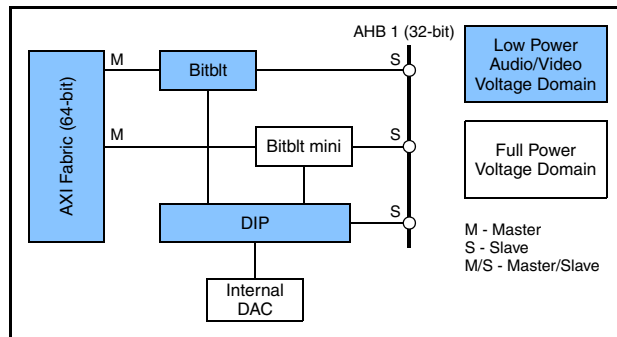 AHB 1 (32-bit)
M
Bitblt
S
Low Power
Audio/Video
Voltage Domain
AXI Fabric (64-bit)
M
Bitblt mini
S
Full Power
Voltage Domain
DIP
S
M - Master
S - Slave
M/S - Master/Slave
Internal
DAC